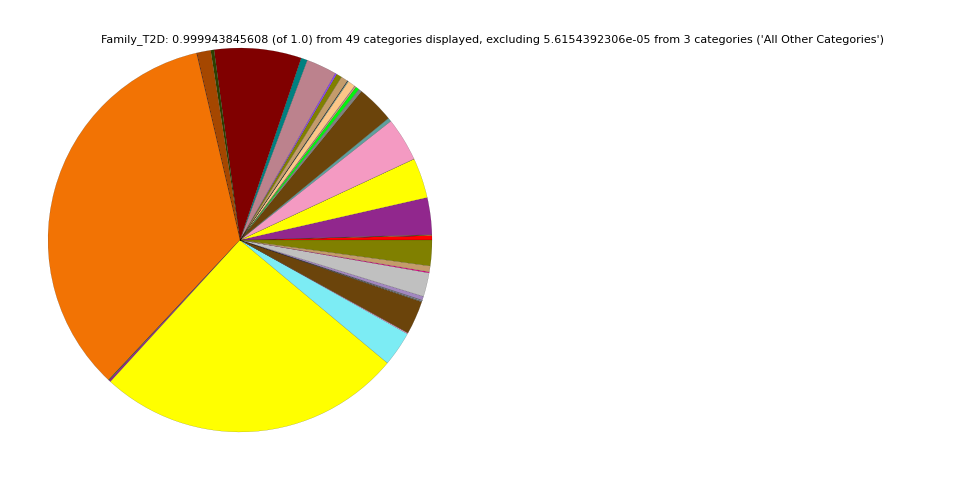 Family_T2D: 0.999943845608 (of 1.0) from 49 categories displayed, excluding 5.6154392306e-05 from 3 categories ('All Other Categories')